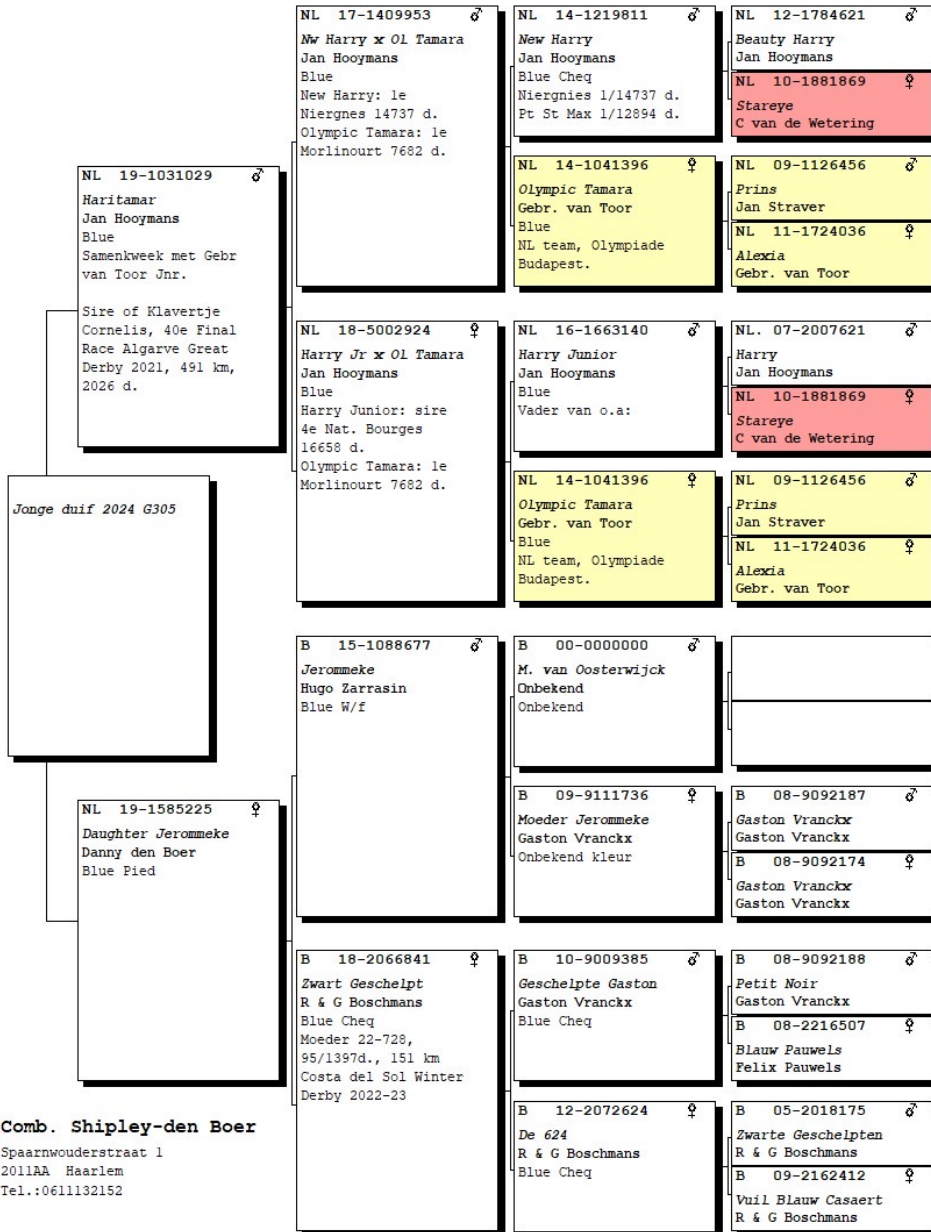 NL 17-1409953 ♂
Nw Harry x Ol Tamara
Jan Hooymans
Blue
New Harry: 1e
Niergnes 14737 d.
Olympic Tamara: 1e
Morlinourt 7682 d.
NL 14-1219811 ♂
New Harry
Jan Hooymans
Blue Cheq
Niergnies 1/14737 d.
Pt St Max 1/12894 d.
NL 12-1784621 ♂
Beauty Harry
Jan Hooymans
NL 10-1881869 ♀
Stareye
C van de Wetering
NL 19-1031029 ♂
Haritamar
Jan Hooymans
Blue
Samenkweek met Gebr
van Toor Jnr.
Sire of Klavertje
Cornelis, 40e Final
Race Algarve Great
Derby 2021, 491 km,
2026 d.
NL 14-1041396 ♀
Olympic Tamara
Gebr. van Toor
Blue
NL team, Olympiade
Budapest.
NL 09-1126456 ♂
Prins
Jan Straver
NL 11-1724036 ♀
Alexia
Gebr. van Toor
NL 18-5002924 ♀
Harry Jr x Ol Tamara
Jan Hooymans
Blue
Harry Junior: sire
4e Nat. Bourges
16658 d.
Olympic Tamara: 1e
Morlinourt 7682 d.
NL 16-1663140 ♂
Harry Junior
Jan Hooymans
Blue
Vader van o.a:
NL. 07-2007621 ♂
Harry
Jan Hooymans
NL 10-1881869 ♀
Stareye
C van de Wetering
NL 14-1041396 ♀
Olympic Tamara
Gebr. van Toor
Blue
NL team, Olympiade
Budapest.
NL 09-1126456 ♂
Prins
Jan Straver
NL 11-1724036 ♀
Alexia
Gebr. van Toor
Jonge duif 2024 G305
B 15-1088677 ♂
Jerommeke
Hugo Zarrasin
Blue W/f
B 00-0000000 ♂
M. van Oosterwijck
Onbekend
Onbekend
B 09-9111736 ♀
Moeder Jerommeke
Gaston Vranckx
Onbekend kleur
B 08-9092187 ♂
Gaston Vranckx
Gaston Vranckx
B 08-9092174 ♀
Gaston Vranckx
Gaston Vranckx
NL 19-1585225 ♀
Daughter Jerommeke
Danny den Boer
Blue Pied
B 18-2066841 ♀
Zwart Geschelpt
R & G Boschmans
Blue Cheq
Moeder 22-728,
95/1397d., 151 km
Costa del Sol Winter
Derby 2022-23
B 10-9009385 ♂
Geschelpte Gaston
Gaston Vranckx
Blue Cheq
B 08-9092188 ♂
Petit Noir
Gaston Vranckx
B 08-2216507 ♀
Blauw Pauwels
Felix Pauwels
B 12-2072624 ♀
De 624
R & G Boschmans
Blue Cheq
B 05-2018175 ♂
Zwarte Geschelpten
R & G Boschmans
B 09-2162412 ♀
Vuil Blauw Casaert
R & G Boschmans
Comb. Shipley-den Boer
Spaarnwouderstraat 1
2011AA Haarlem
Tel.:0611132152